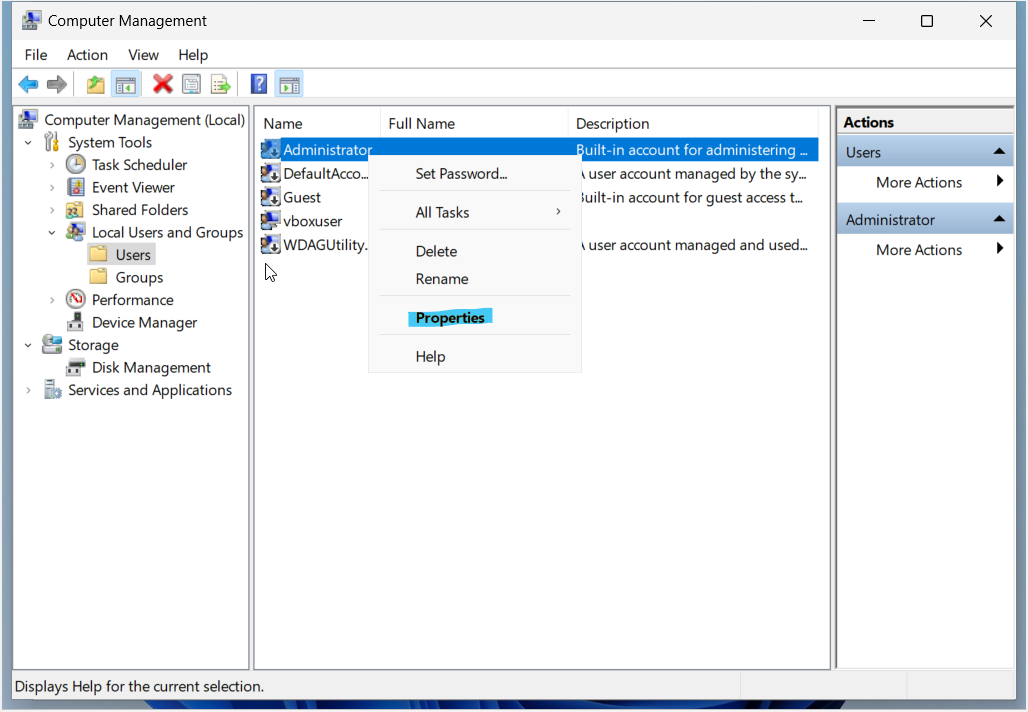 Computer Management
File Action View Help
Computer Management (Local)
System Tools
Task Scheduler
Event Viewer
Shared Folders
Local Users and Groups
Users
Groups
Performance
Device Manager
Storage
Disk Management
Services and Applications
Name Full Name Description
Administrator Built-in account for administering ...
DefaultAcco... A user account managed by the sy...
Guest Built-in account for guest access t...
vboxuser
WDAGUtility. A user account managed and used...
Set Password...
All Tasks
Delete
Rename
Properties
Help
Actions
Users
More Actions
Administrator
More Actions
Displays Help for the current selection.